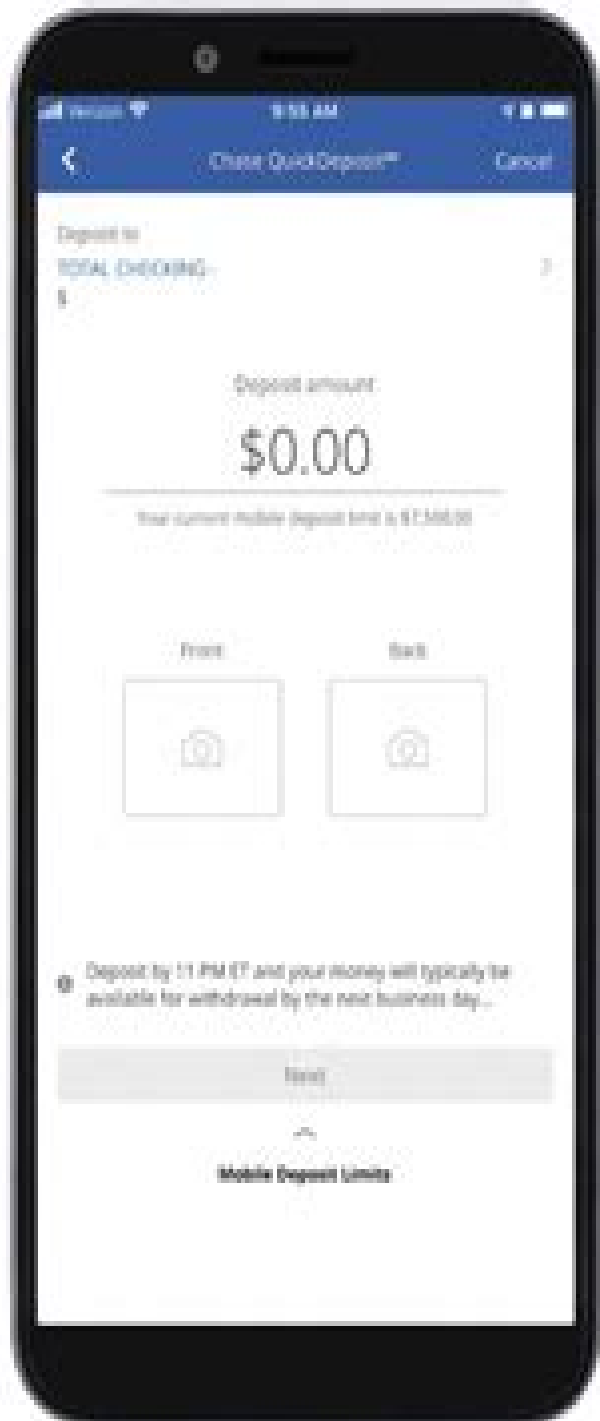 Verizon 9:55 AM
Chase QuickDeposit℠ Cancel
Deposit to
TOTAL CHECKING -
$
Deposit amount
$0.00
Your current mobile deposit limit is
Front Back
Deposit by 11 PM ET and your money will typically be
available for withdrawal by the next business day...
Next
Mobile Deposit Limits